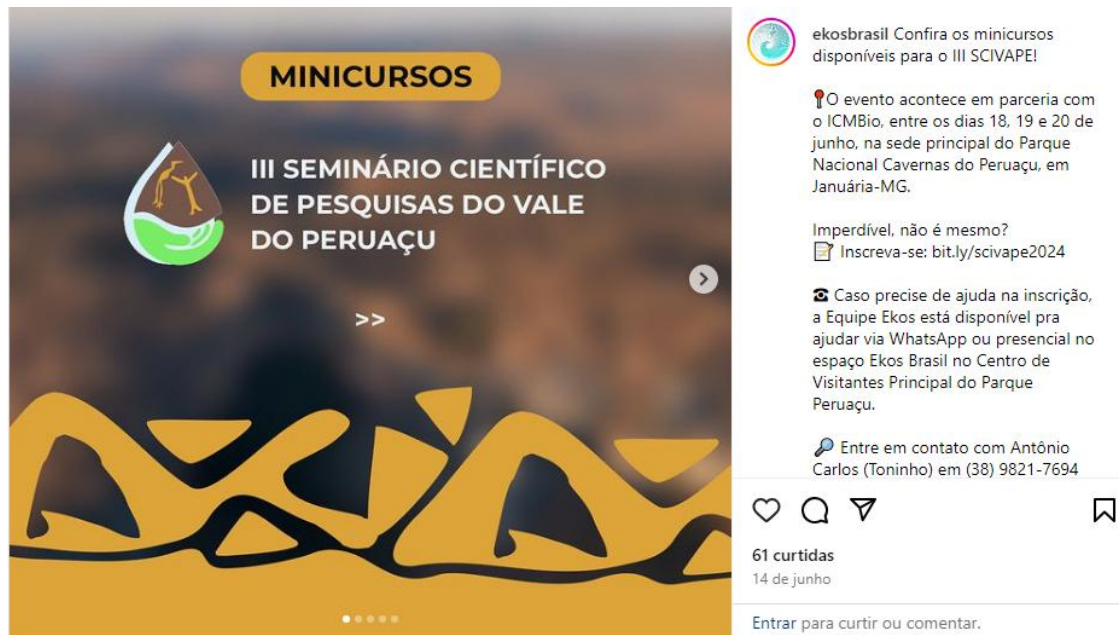 MINICURSOS
III SEMINÁRIO CIENTÍFICO
DE PESQUISAS DO VALE
DO PERUAÇU
>>
ekosbrasil Confira os minicursos
disponíveis para o III SCIVAPE!
O evento acontece em parceria com
o ICMBio, entre os dias 18, 19 e 20 de
junho, na sede principal do Parque
Nacional Cavernas do Peruaçu, em
Januária-MG.
Imperdível, não é mesmo?
Inscreva-se: bit.ly/scivape2024
Caso precise de ajuda na inscrição,
a Equipe Ekos está disponível pra
ajudar via WhatsApp ou presencial no
espaço Ekos Brasil no Centro de
Visitantes Principal do Parque
Peruaçu.
Entre em contato com Antônio
Carlos (Toninho) em (38) 9821-7694
61 curtidas
14 de junho
Entrar para curtir ou comentar.